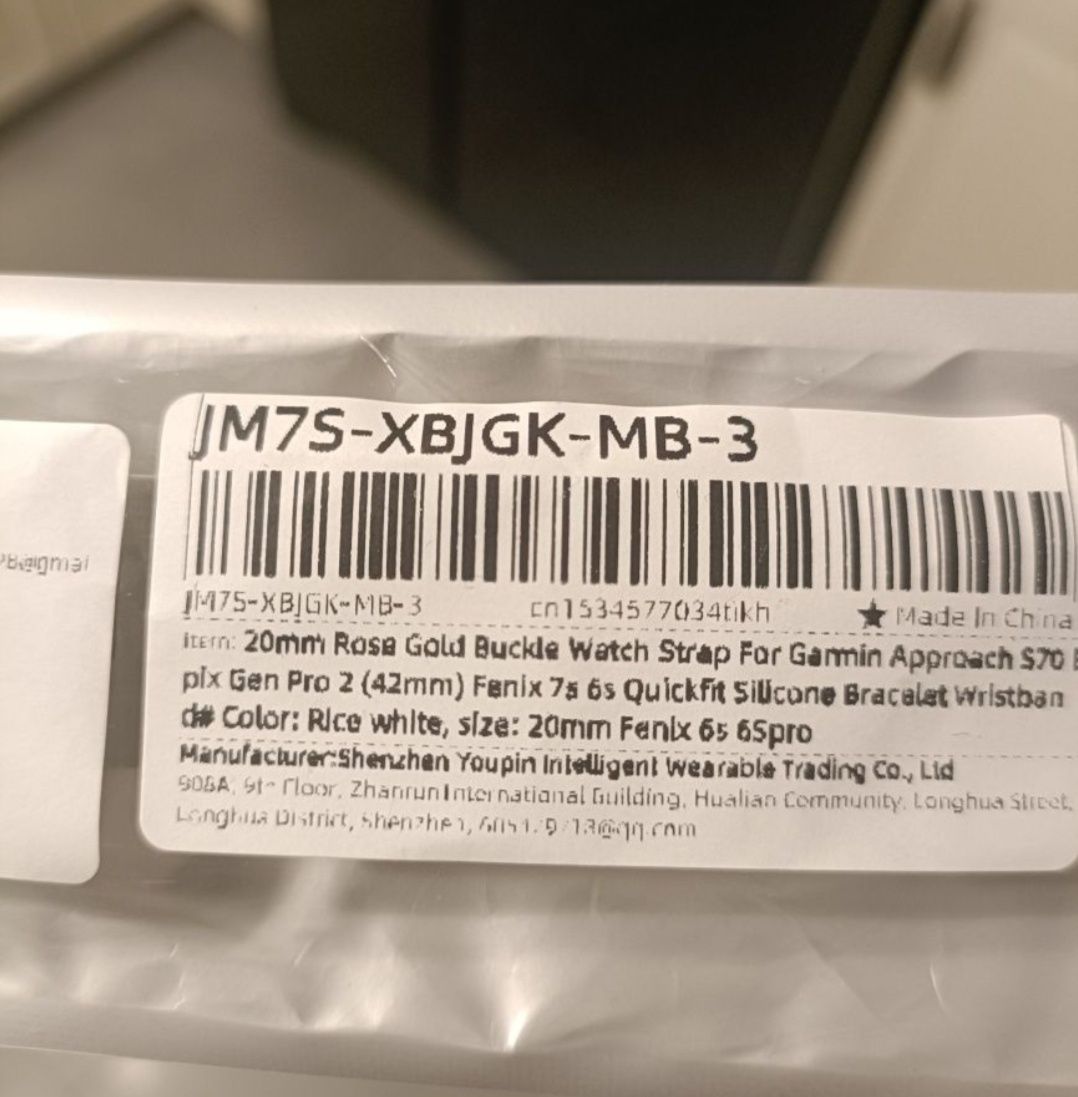 JM7S-XBJGK-MB-3
JM7S-XBJGK-MB-3 cn1534577034tikh ★ Made In China
Item: 20mm Rose Gold Buckle Watch Strap For Garmin Approach S70 E
pix Gen Pro 2 (42mm) Fenix 7s 6s Quickfit Silicone Bracelet Wristban
d# Color: Rice white, size: 20mm Fenix 6s 6Spro
Manufacturer:Shenzhen Youpin Intelligent Wearable Trading Co., Ltd
Floor, Zhanrun International Building, Hualian Community, Longhua Street,
Longhua District, Shenzhen,